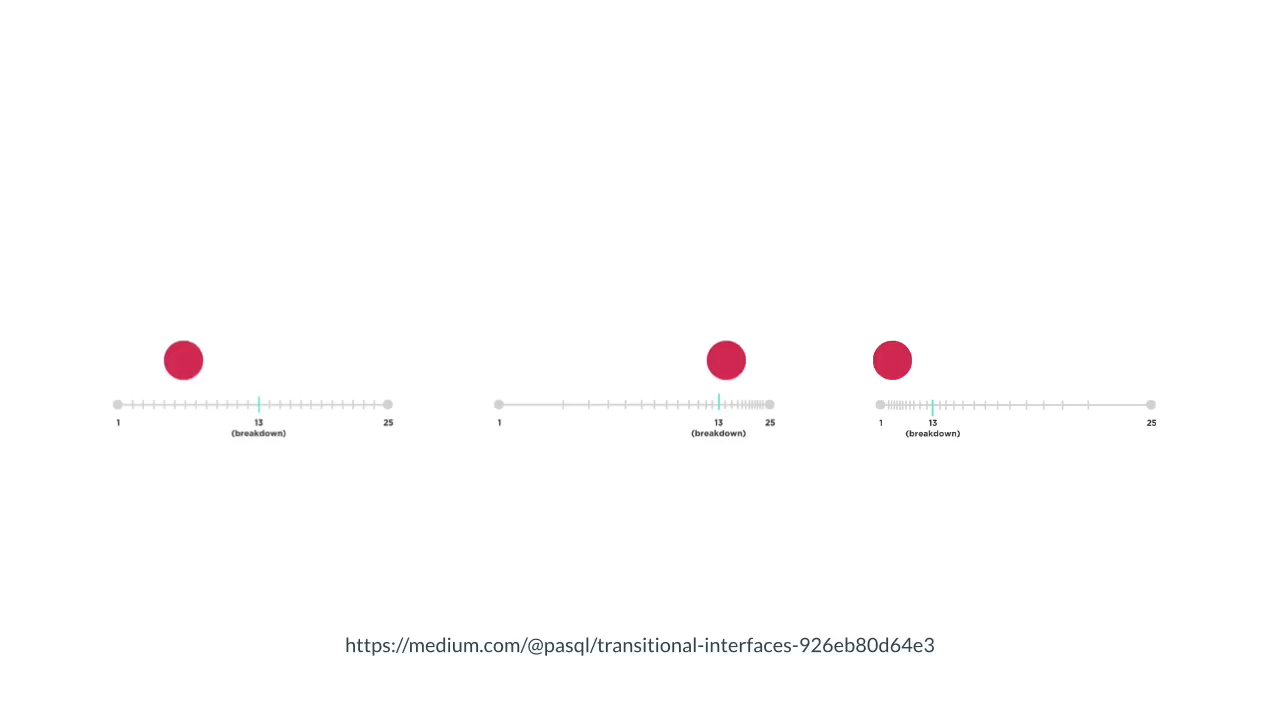 1 13 25
(breakdown)
1 13 25
(breakdown)
1 13 25
(breakdown)
https://medium.com/@pasql/transitional-interfaces-926eb80d64e3